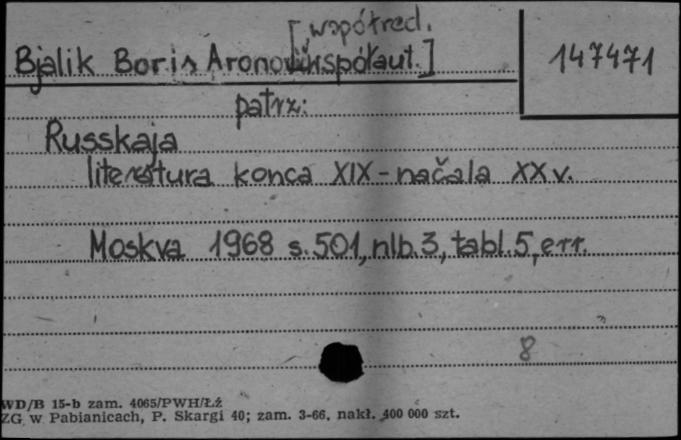 [współred.
Bjalik Boris Aronovič współaut.]
147471
patrz:
Russkaja
literatura konca XIX - načala XX v.
Moskva 1968 s. 501, nlb. 3, tabl. 5, err.
8
WD/B 15-b zam. 4065/PWH/ŁŹ
ZG. w Pabianicach, P. Skargi 40; zam. 3-66, nakł. 400 000 szt.